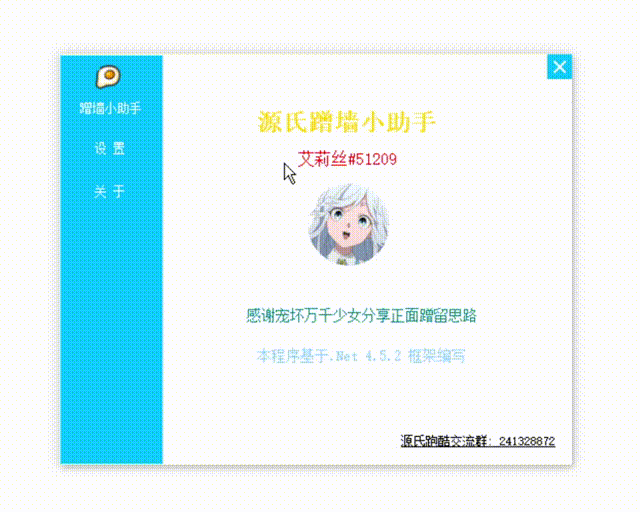 蹭墙小助手
设 置
关 于
源氏蹭墙小助手
艾莉丝#51209
感谢宠坏万千少女分享正面蹭留思路
本程序基于.Net 4.5.2 框架编写
源氏跑酷交流群: 241328872